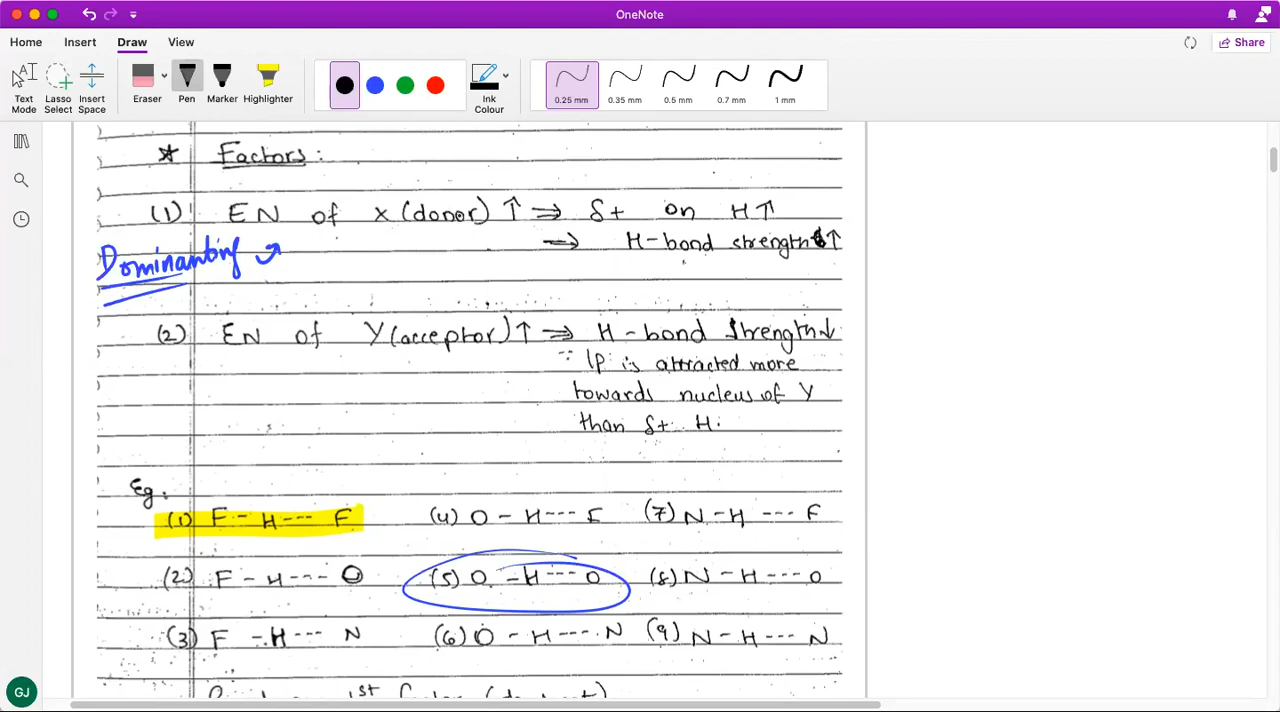 OneNote
Home Insert Draw View
Share
Text Mode
Lasso Select
Insert Space
Eraser
Pen
Marker
Highlighter
Ink Colour
0.25 mm
0.35 mm
0.5 mm
0.7 mm
1 mm
* Factors:
(1) EN of x (donor) ↑ ⇒ δ+ on H ↑
⇒ H-bond strength ↑
Dominanting
(2) EN of Y (acceptor) ↑ ⇒ H-bond strength ↓
∵ lp is attracted more
towards nucleus of Y
than δ+ H.
Eg.
(1) F - H --- F (4) O - H --- F (7) N - H --- F
(2) F - H --- O (5) O - H --- O (8) N - H --- O
(3) F - H --- N (6) O - H --- N (9) N - H --- N
1st Factor
GJ